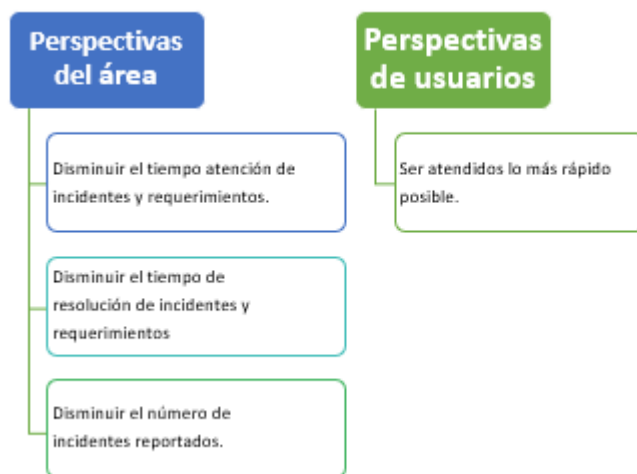 Perspectivas
del área
Disminuir el tiempo atención de
incidentes y requerimientos.
Disminuir el tiempo de
resolución de incidentes y
requerimientos
Disminuir el número de
incidentes reportados.
Perspectivas
de usuarios
Ser atendidos lo más rápido
posible.